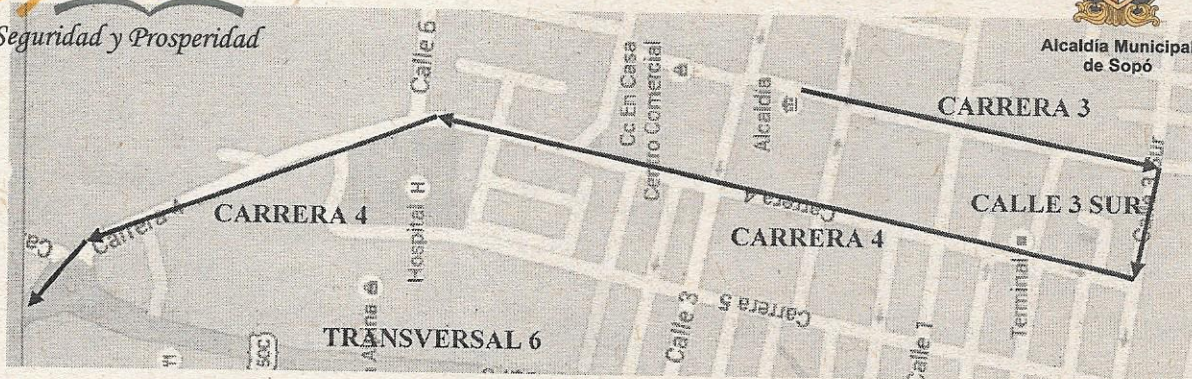 Seguridad y Prosperidad
Alcaldía Municipal
de Sopó
Calle 6
Cc En Casa
Centro Comercial
Alcaldía
CARRERA 3
CARRERA 4
Carrera 4
Hospital H
CALLE 3 SUR
Carrera 4
CARRERA 4
Terminal
Calle 3
Carrera 5
Calle 1
TRANSVERSAL 6
50C